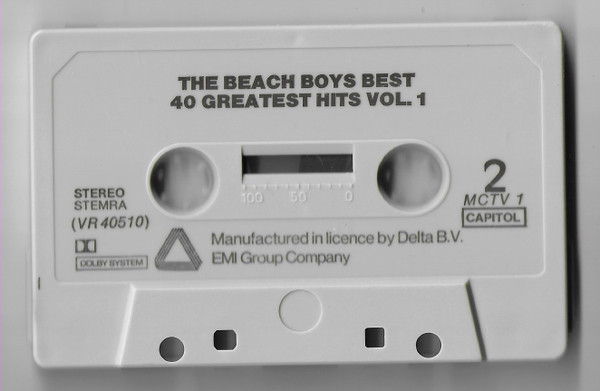 THE BEACH BOYS BEST
40 GREATEST HITS VOL. 1
100 50 0
STEREO
STEMRA
(VR 40510)
DOLBY SYSTEM
2
MCTV 1
CAPITOL
Manufactured in licence by Delta B.V.
EMI Group Company